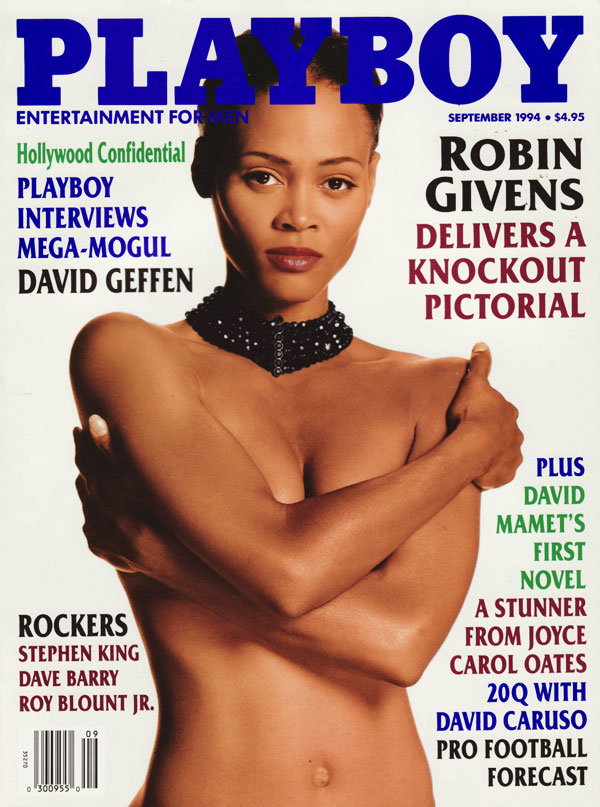 PLAYBOY
ENTERTAINMENT FOR MEN
SEPTEMBER 1994 • $4.95
Hollywood Confidential
PLAYBOY
INTERVIEWS
MEGA-MOGUL
DAVID GEFFEN
ROBIN
GIVENS
DELIVERS A
KNOCKOUT
PICTORIAL
PLUS
DAVID
MAMET'S
FIRST
NOVEL
A STUNNER
FROM JOYCE
CAROL OATES
20Q WITH
DAVID CARUSO
PRO FOOTBALL
FORECAST
ROCKERS
STEPHEN KING
DAVE BARRY
ROY BLOUNT JR.
09
35270
0 300955 0